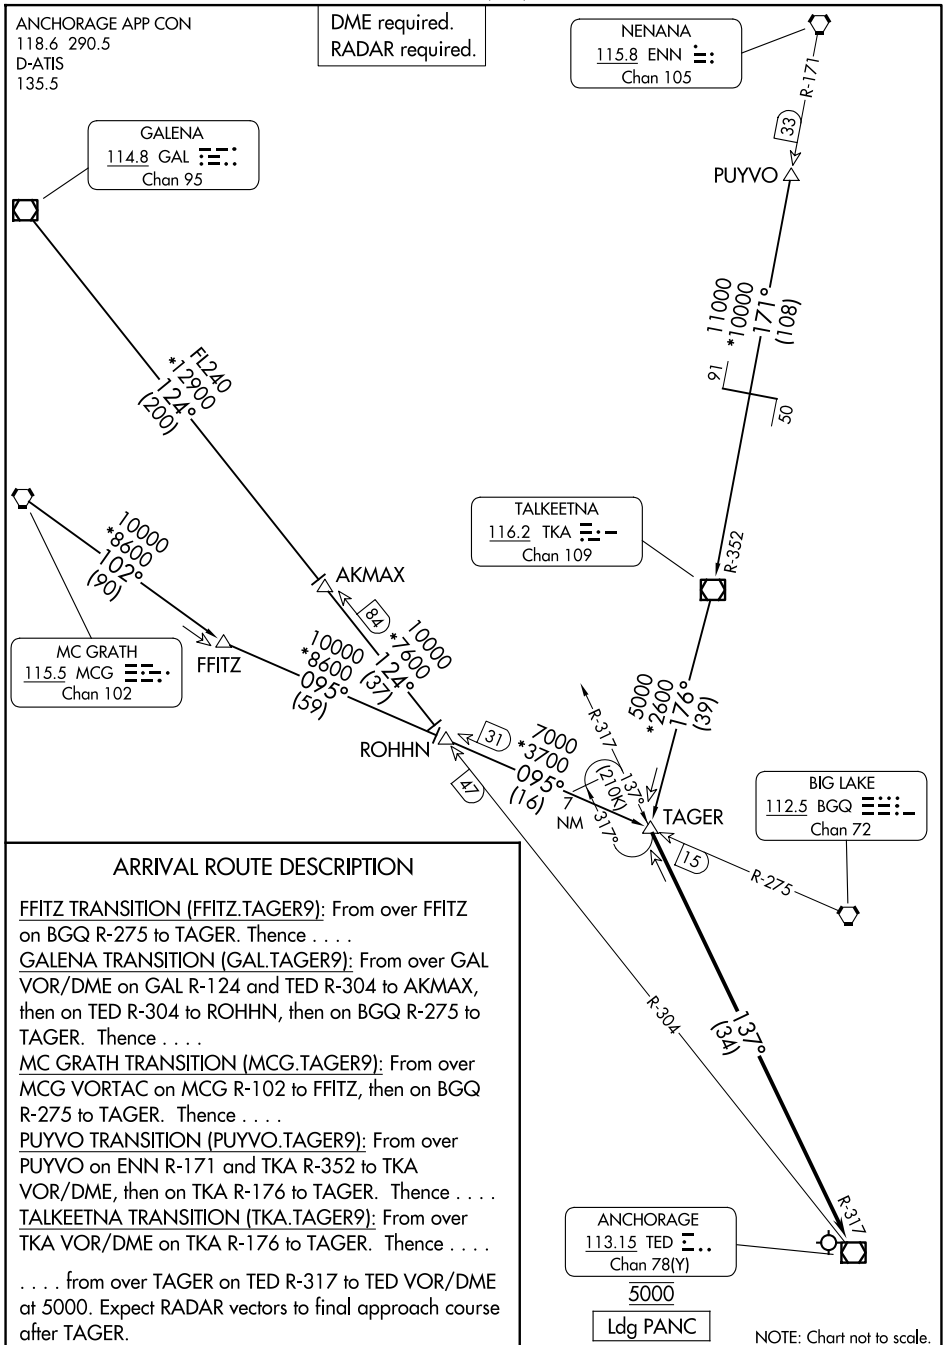 ANCHORAGE APP CON
118.6 290.5
D-ATIS
135.5
DME required.
RADAR required.
NENANA
115.8 ENN
Chan 105
R-171
33
PUYVO
GALENA
114.8 GAL
Chan 95
11000
*10000
171°
(108)
91
50
FL240
*12900
124°
(200)
TALKEETNA
116.2 TKA
Chan 109
R-352
10000
*8600
102°
(90)
AKMAX
84
MC GRATH
115.5 MCG
Chan 102
FFITZ
10000
*7600
124°
(37)
10000
*8600
095°
(59)
ROHHN
31
47
7000
*3700
095°
(16)
7
NM
R-317
137°
(210K)
317°
5000
*2600
176°
(39)
TAGER
15
R-275
BIG LAKE
112.5 BGQ
Chan 72
R-304
137°
(34)
R-317
ARRIVAL ROUTE DESCRIPTION
FFITZ TRANSITION (FFITZ.TAGER9): From over FFITZ
on BGQ R-275 to TAGER. Thence . . . .
GALENA TRANSITION (GAL.TAGER9): From over GAL
VOR/DME on GAL R-124 and TED R-304 to AKMAX,
then on TED R-304 to ROHHN, then on BGQ R-275 to
TAGER. Thence . . . .
MC GRATH TRANSITION (MCG.TAGER9): From over
MCG VORTAC on MCG R-102 to FFITZ, then on BGQ
R-275 to TAGER. Thence . . . .
PUYVO TRANSITION (PUYVO.TAGER9): From over
PUYVO on ENN R-171 and TKA R-352 to TKA
VOR/DME, then on TKA R-176 to TAGER. Thence . . . .
TALKEETNA TRANSITION (TKA.TAGER9): From over
TKA VOR/DME on TKA R-176 to TAGER. Thence . . . .
. . . . from over TAGER on TED R-317 to TED VOR/DME
at 5000. Expect RADAR vectors to final approach course
after TAGER.
ANCHORAGE
113.15 TED
Chan 78(Y)
5000
Ldg PANC
NOTE: Chart not to scale.